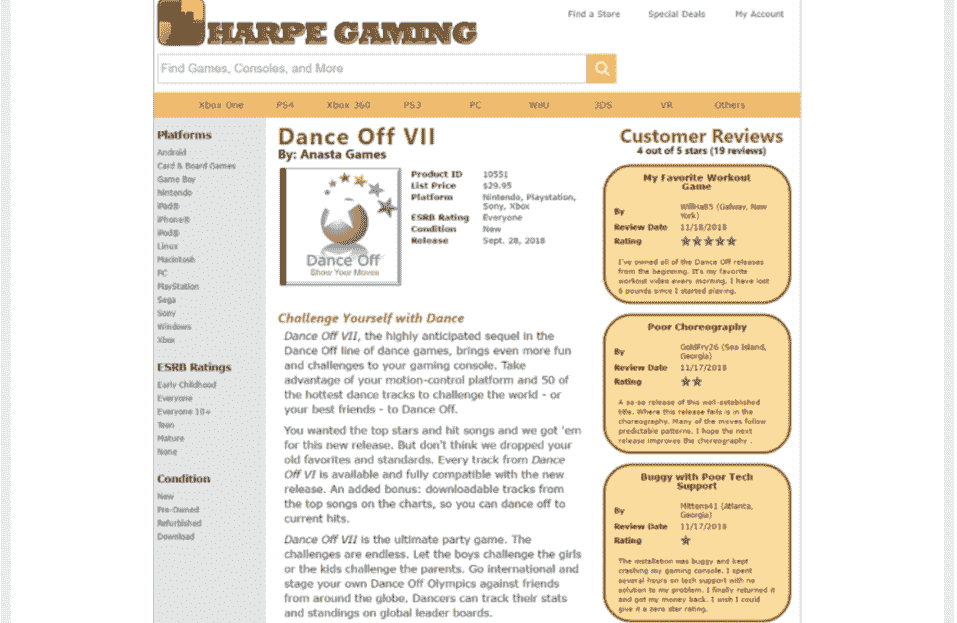 HARPE GAMING
Find a Store Special Deals My Account
Find Games, Consoles, and More
Xbox One PS4 Xbox 360 PS3 PC WiiU 3DS VR Others
Platforms
Android
Card & Board Games
Game Boy
Nintendo
iPad®
iPhone®
iPod®
Linux
Macintosh
PC
PlayStation
Sega
Sony
Windows
Xbox
ESRB Ratings
Early Childhood
Everyone
Everyone 10+
Teen
Mature
None
Condition
New
Pre-Owned
Refurbished
Download
Dance Off VII
By: Anasta Games
Dance Off
Show Your Moves
Product ID 10551
List Price $29.95
Platform Nintendo, Playstation,
Sony, Xbox
ESRB Rating Everyone
Condition New
Release Sept. 28, 2018
Challenge Yourself with Dance
Dance Off VII, the highly anticipated sequel in the
Dance Off line of dance games, brings even more fun
and challenges to your gaming console. Take
advantage of your motion-control platform and 50 of
the hottest dance tracks to challenge the world - or
your best friends - to Dance Off.
You wanted the top stars and hit songs and we got 'em
for this new release. But don't think we dropped your
old favorites and standards. Every track from Dance
Off VI is available and fully compatible with the new
release. An added bonus: downloadable tracks from
the top songs on the charts, so you can dance off to
current hits.
Dance Off VII is the ultimate party game. The
challenges are endless. Let the boys challenge the girls
or the kids challenge the parents. Go international and
stage your own Dance Off Olympics against friends
from around the globe. Dancers can track their stats
and standings on global leader boards.
Customer Reviews
4 out of 5 stars (19 reviews)
My Favorite Workout
Game
By WillHa85 (Galway, New
York)
Review Date 11/18/2018
Rating
I've owned all of the Dance Off releases
from the beginning. It's my favorite
workout video every morning. I have lost
6 pounds since I started playing.
Poor Choreography
By GoldFry26 (Sea Island,
Georgia)
Review Date 11/17/2018
Rating
A so-so release of this well-established
title. Where this release fails is in the
choreography. Many of the moves follow
predictable patterns. I hope the next
release improves the choreography .
Buggy with Poor Tech
Support
By Mittens41 (Atlanta,
Georgia)
Review Date 11/17/2018
Rating
The installation was buggy and kept
crashing my gaming console. I spent
several hours on tech support with no
solution to my problem. I finally returned it
and got my money back. I wish I could
give it a zero star rating.